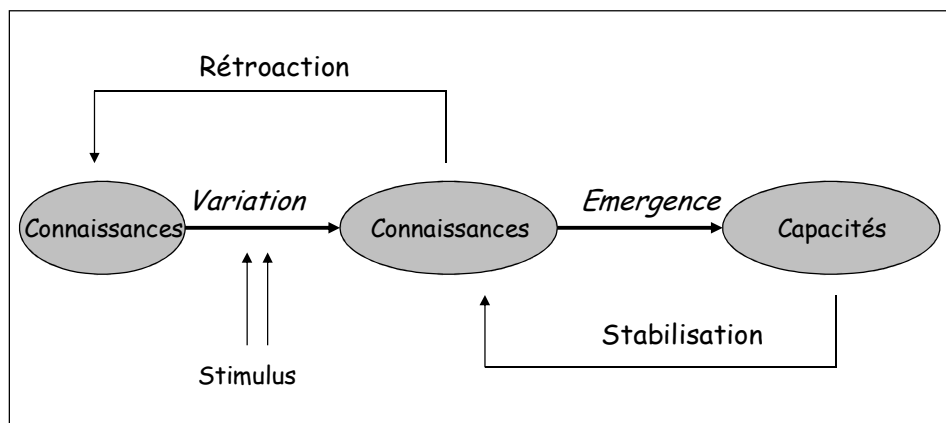 Rétroaction
Variation
Emergence
Connaissances
Connaissances
Capacités
Stabilisation
Stimulus